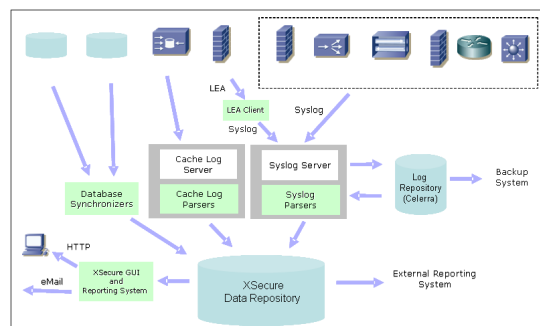 LEA
LEA Client
Syslog
Syslog
Cache Log
Server
Syslog Server
Cache Log
Parsers
Syslog
Parsers
Log
Repository
(Celerra)
Backup
System
Database
Synchronizers
HTTP
eMail
XSecure GUI
and
Reporting System
XSecure
Data Repository
External Reporting
System